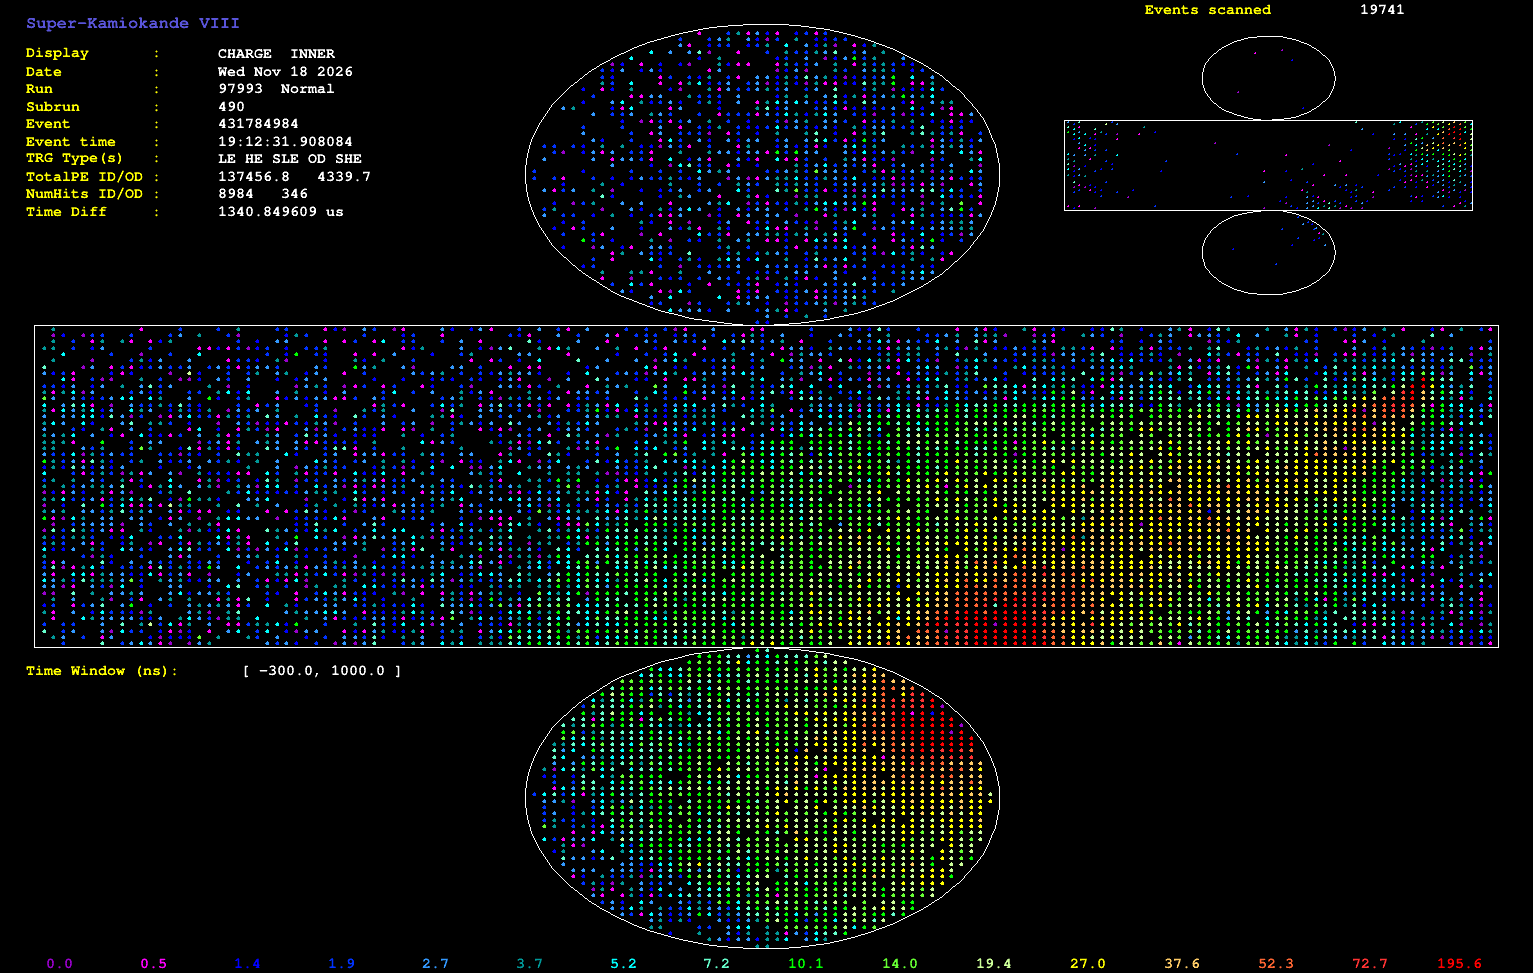 Super-Kamiokande VIII
Events scanned 19741
Display : CHARGE INNER
Date : Wed Nov 18 2026
Run : 97993 Normal
Subrun : 490
Event : 431784984
Event time : 19:12:31.908084
TRG Type(s) : LE HE SLE OD SHE
TotalPE ID/OD : 137456.8 4339.7
NumHits ID/OD : 8984 346
Time Diff : 1340.849609 us
Time Window (ns): [ −300.0, 1000.0 ]
0.0 0.5 1.4 1.9 2.7 3.7 5.2 7.2 10.1 14.0 19.4 27.0 37.6 52.3 72.7 195.6